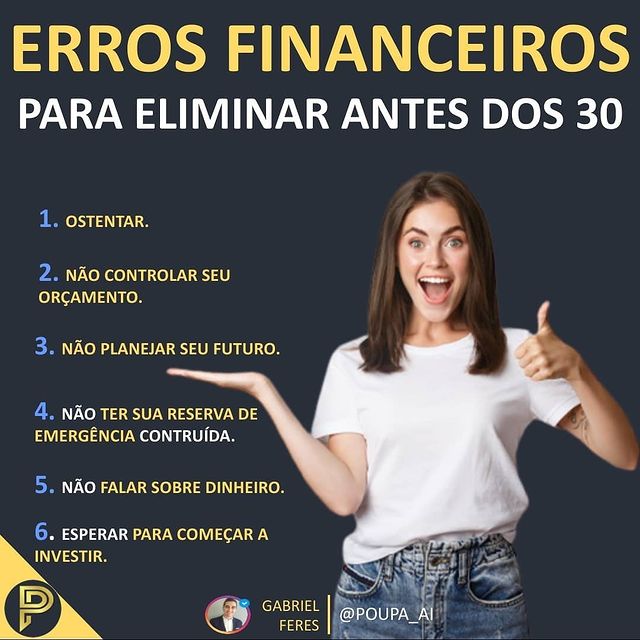 ERROS FINANCEIROS
PARA ELIMINAR ANTES DOS 30
1. OSTENTAR.
2. NÃO CONTROLAR SEU
ORÇAMENTO.
3. NÃO PLANEJAR SEU FUTURO.
4. NÃO TER SUA RESERVA DE
EMERGÊNCIA CONTRUÍDA.
5. NÃO FALAR SOBRE DINHEIRO.
6. ESPERAR PARA COMEÇAR A
INVESTIR.
GABRIEL
FERES
@POUPA_AI